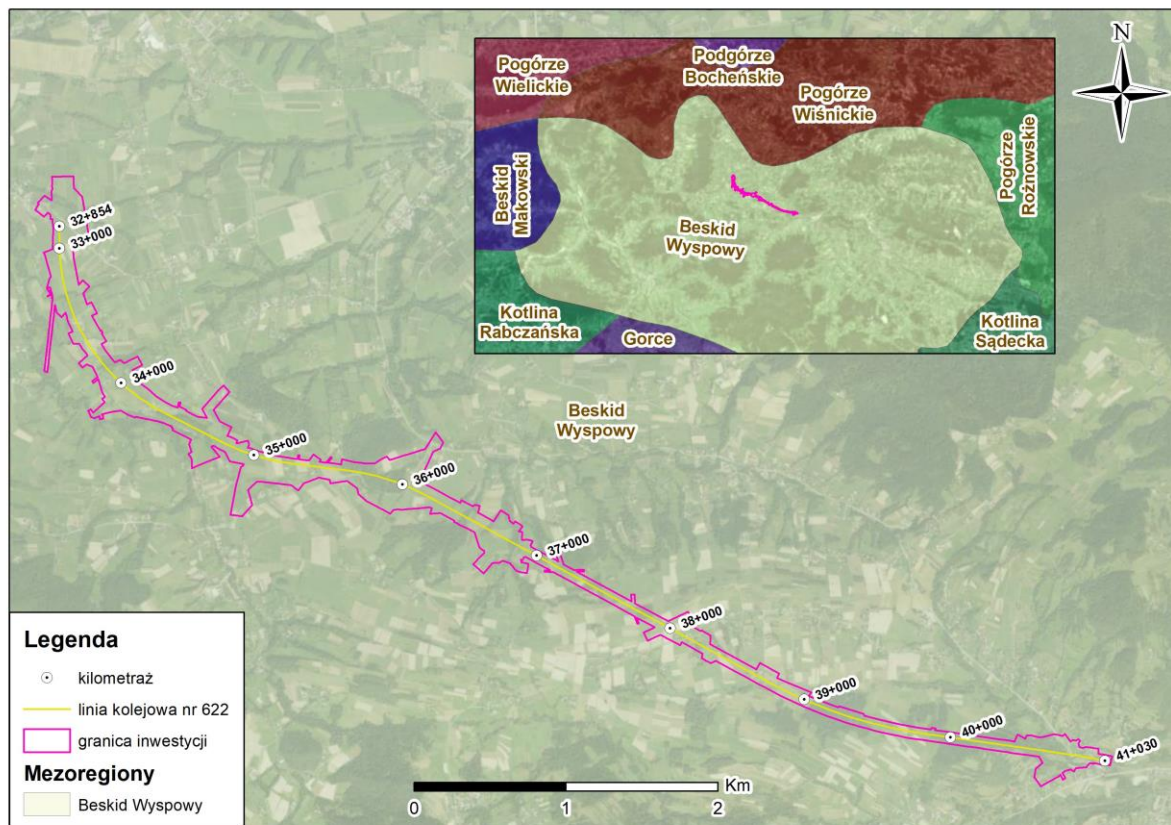 N
Pogórze
Wielickie
Podgórze
Bocheńskie
Pogórze
Wiśnickie
Beskid
Makowski
Pogórze
Rożnowskie
Beskid
Wyspowy
Kotlina
Rabczańska
Gorce
Kotlina
Sądecka
32+854
33+000
34+000
35+000
36+000
Beskid
Wyspowy
37+000
38+000
39+000
40+000
41+030
Legenda
kilometraż
linia kolejowa nr 622
granica inwestycji
Mezoregiony
Beskid Wyspowy
Km
0 1 2